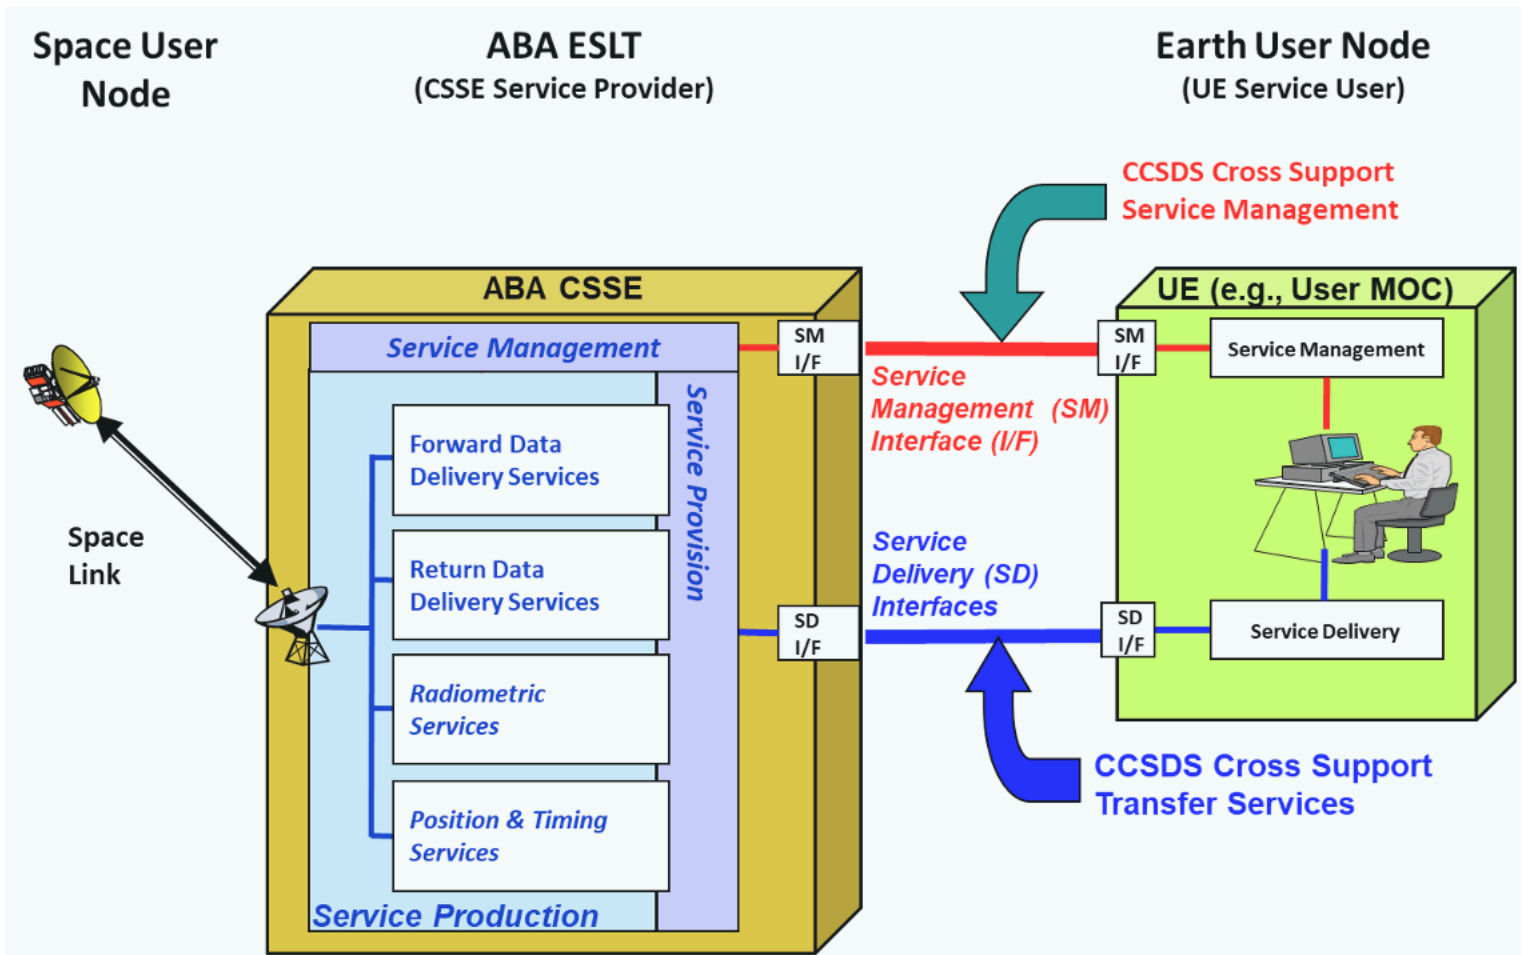 Space User
Node
ABA ESLT
(CSSE Service Provider)
Earth User Node
(UE Service User)
CCSDS Cross Support
Service Management
ABA CSSE
UE (e.g., User MOC)
Service Management
SM
I/F
SM
I/F
Service Management
Service
Management (SM)
Interface (I/F)
Service Provision
Forward Data
Delivery Services
Space
Link
Return Data
Delivery Services
Service
Delivery (SD)
Interfaces
SD
I/F
SD
I/F
Service Delivery
Radiometric
Services
Position & Timing
Services
CCSDS Cross Support
Transfer Services
Service Production